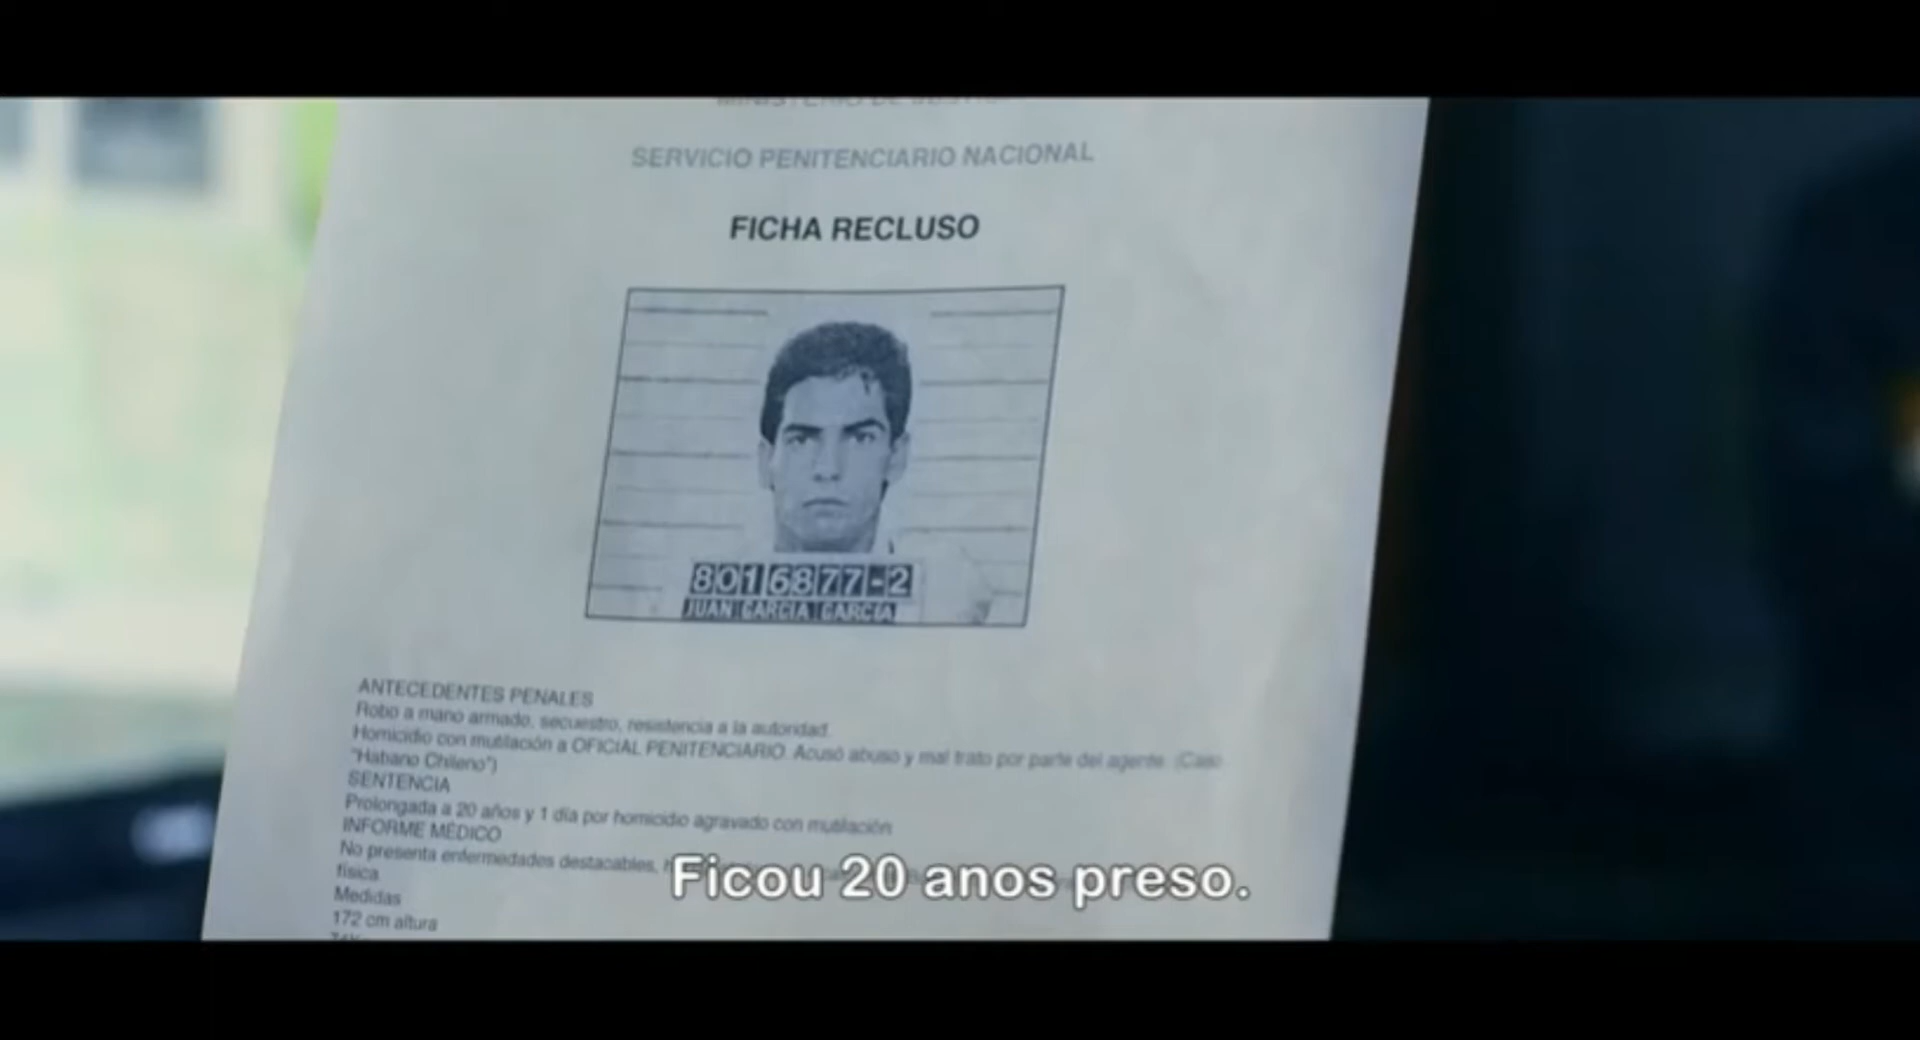 SERVICIO PENITENCIARIO NACIONAL
FICHA RECLUSO
8016877-2
JUAN GARCIA GARCIA
ANTECEDENTES PENALES
Robo a mano armado, secuestro, resistencia a la autoridad.
Homicidio con mutilación a OFICIAL PENITENCIARIO. Acusó abuso y mal trato por parte del agente. (Caso
"Habano Chileno")
SENTENCIA
Prolongada a 20 años y 1 día por homicidio agravado con mutilación
INFORME MÉDICO
No presenta enfermedades destacables,
física
Ficou 20 anos preso.
Medidas
172 cm altura